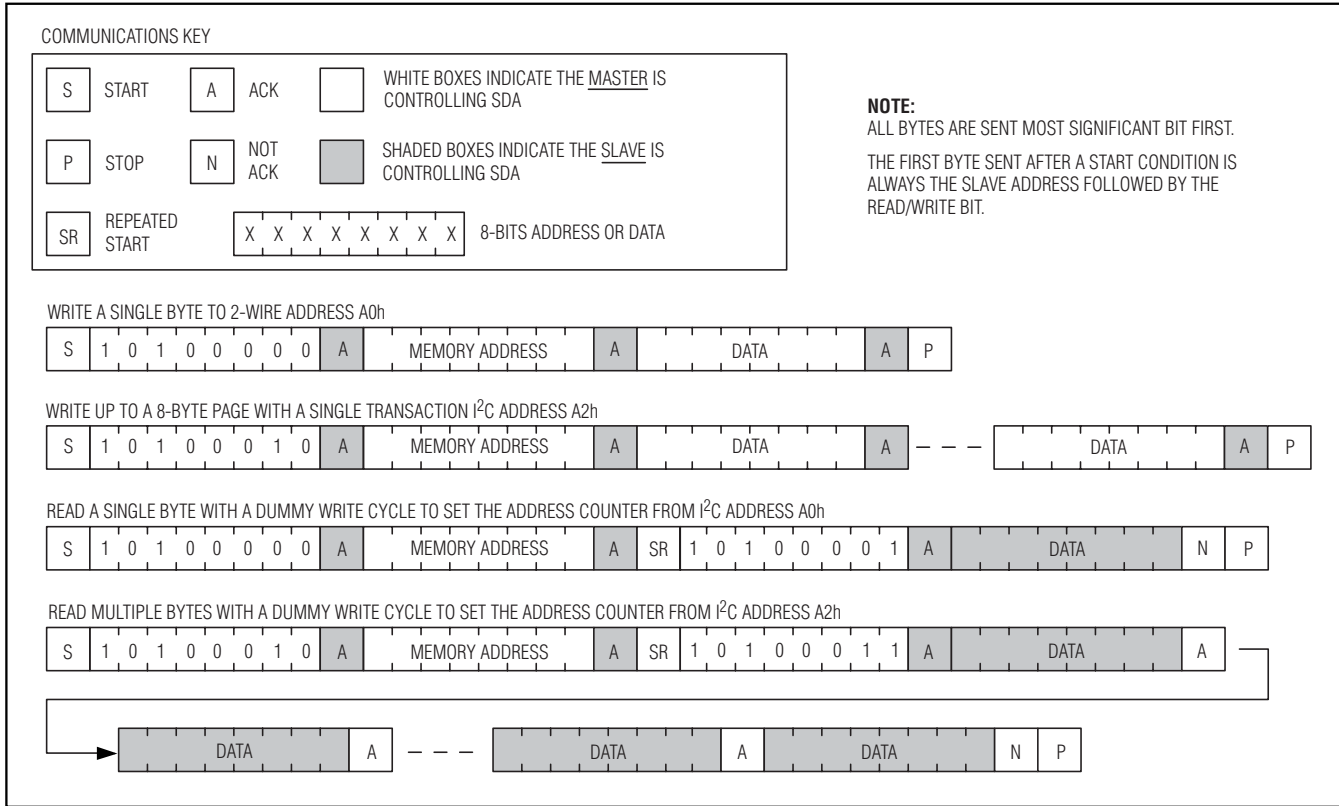 COMMUNICATIONS KEY
S START A ACK WHITE BOXES INDICATE THE MASTER IS
CONTROLLING SDA
P STOP N NOT
ACK SHADED BOXES INDICATE THE SLAVE IS
CONTROLLING SDA
SR REPEATED
START X X X X X X X X 8-BITS ADDRESS OR DATA
NOTE:
ALL BYTES ARE SENT MOST SIGNIFICANT BIT FIRST.
THE FIRST BYTE SENT AFTER A START CONDITION IS
ALWAYS THE SLAVE ADDRESS FOLLOWED BY THE
READ/WRITE BIT.
WRITE A SINGLE BYTE TO 2-WIRE ADDRESS A0h
S 1 0 1 0 0 0 0 0 A MEMORY ADDRESS A DATA A P
WRITE UP TO A 8-BYTE PAGE WITH A SINGLE TRANSACTION I²C ADDRESS A2h
S 1 0 1 0 0 0 1 0 A MEMORY ADDRESS A DATA A DATA A P
READ A SINGLE BYTE WITH A DUMMY WRITE CYCLE TO SET THE ADDRESS COUNTER FROM I²C ADDRESS A0h
S 1 0 1 0 0 0 0 0 A MEMORY ADDRESS A SR 1 0 1 0 0 0 0 1 A DATA N P
READ MULTIPLE BYTES WITH A DUMMY WRITE CYCLE TO SET THE ADDRESS COUNTER FROM I²C ADDRESS A2h
S 1 0 1 0 0 0 1 0 A MEMORY ADDRESS A SR 1 0 1 0 0 0 1 1 A DATA A
DATA A DATA A DATA N P